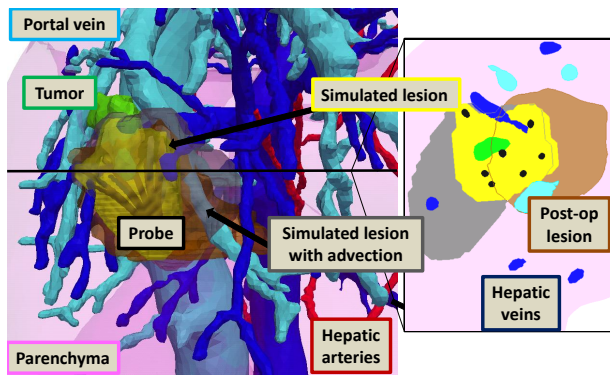 Portal vein
Tumor
Simulated lesion
Probe
Simulated lesion
with advection
Post-op
lesion
Hepatic
veins
Hepatic
arteries
Parenchyma